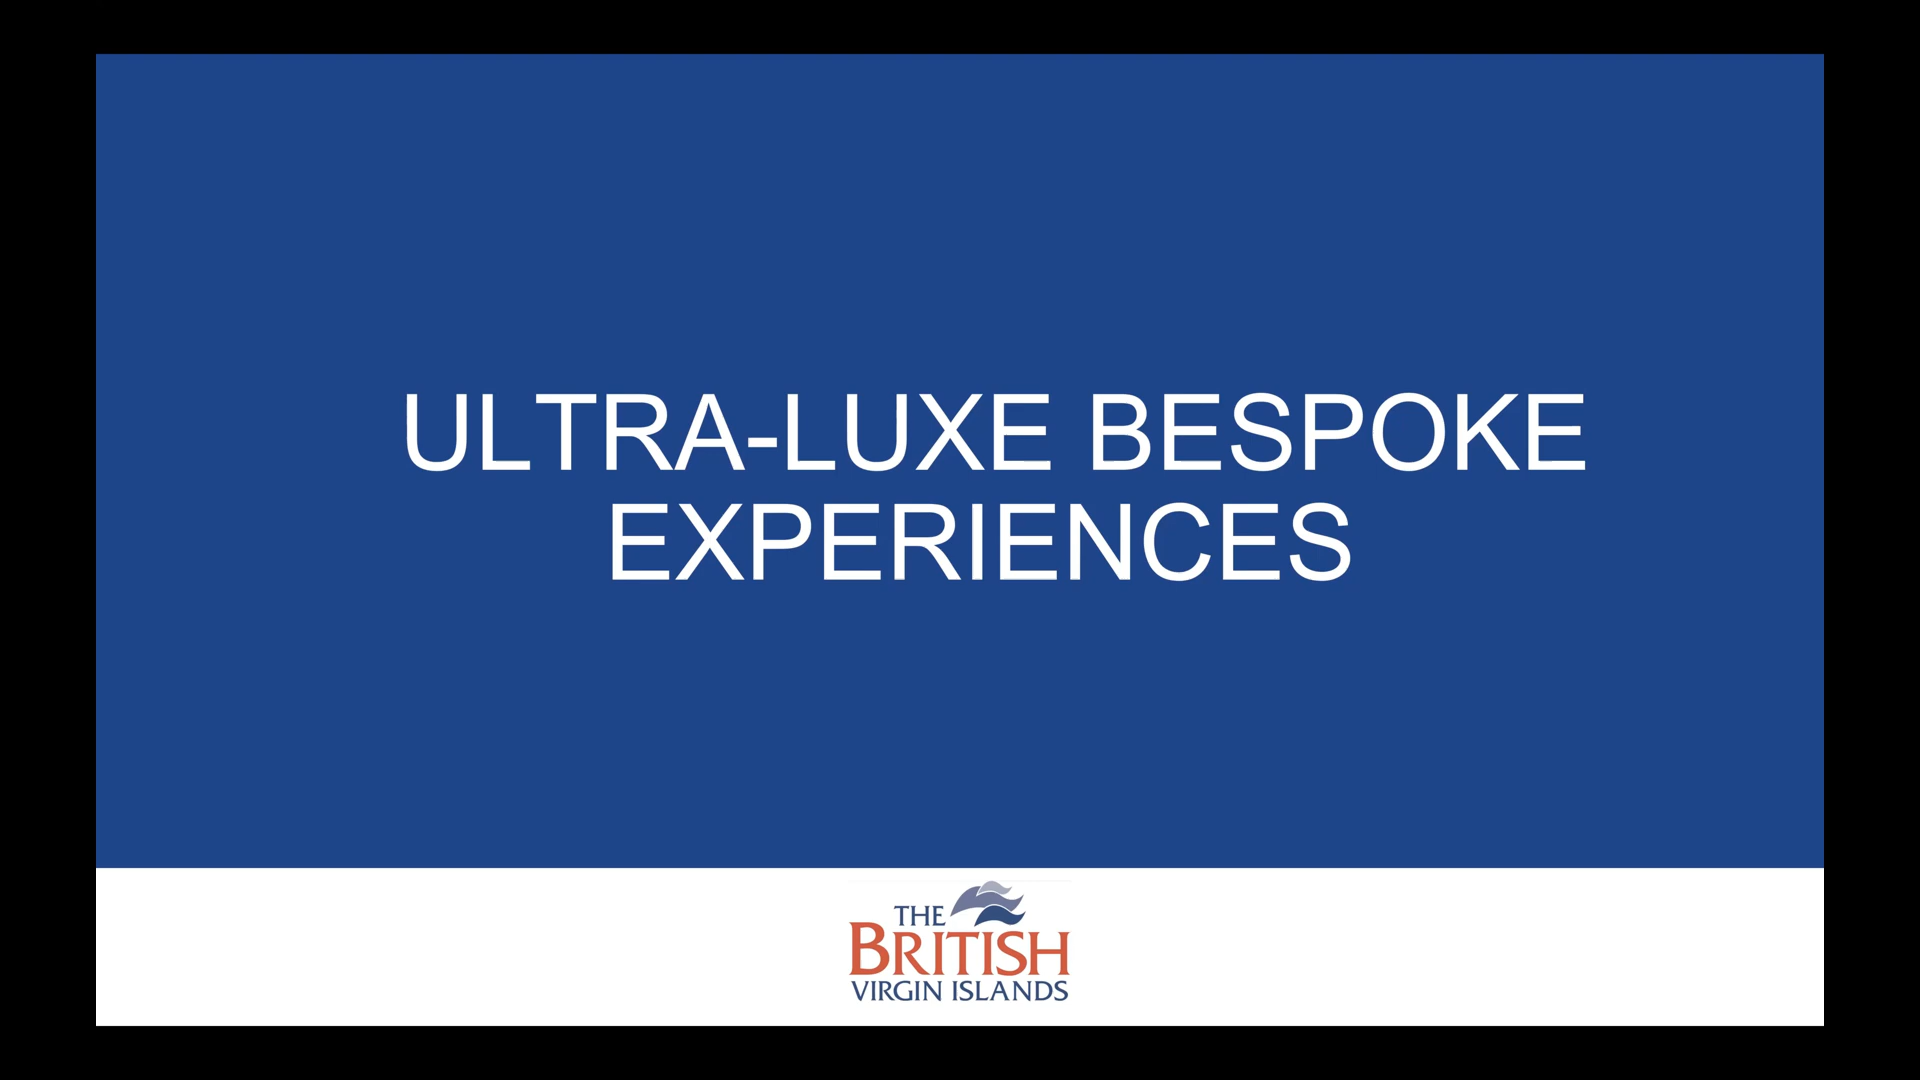 ULTRA-LUXE BESPOKE
EXPERIENCES
THE
BRITISH
VIRGIN ISLANDS